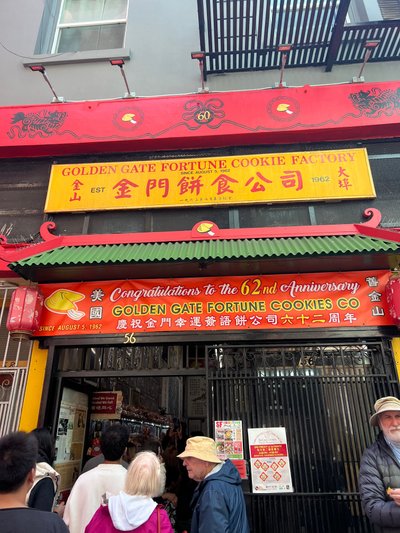 60
GOLDEN GATE FORTUNE COOKIE FACTORY
SINCE AUGUST 5, 1962
金山 EST 金門餅食公司 1962 大埠
美國 Congratulations to the 62nd Anniversary 舊金山
GOLDEN GATE FORTUNE COOKIES CO
SINCE AUGUST 5, 1962
慶祝金門幸運爺語餅公司六十二周年
56
SF